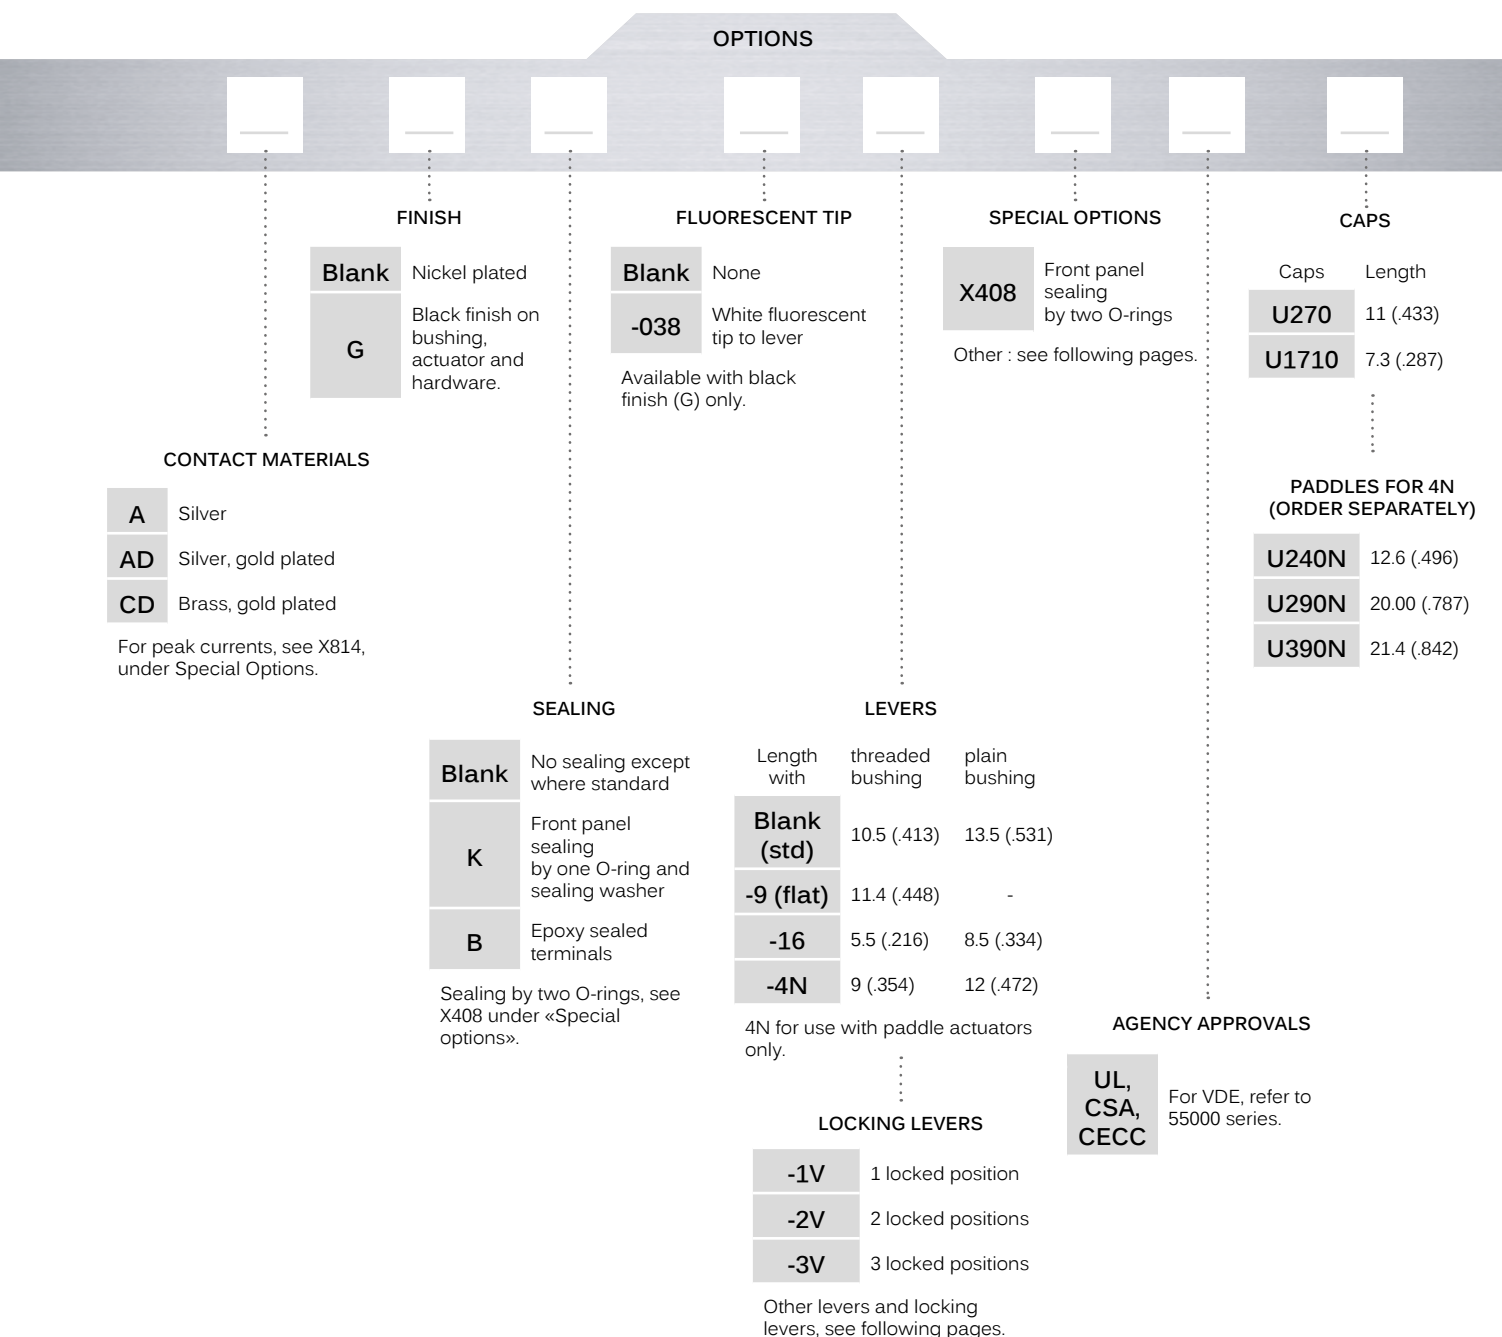 OPTIONS
FINISH
Blank Nickel plated
G Black finish on
bushing,
actuator and
hardware.
FLUORESCENT TIP
Blank None
-038 White fluorescent
tip to lever
Available with black
finish (G) only.
SPECIAL OPTIONS
X408 Front panel
sealing
by two O-rings
Other : see following pages.
CAPS
Caps Length
U270 11 (.433)
U1710 7.3 (.287)
PADDLES FOR 4N
(ORDER SEPARATELY)
U240N 12.6 (.496)
U290N 20.00 (.787)
U390N 21.4 (.842)
CONTACT MATERIALS
A Silver
AD Silver, gold plated
CD Brass, gold plated
For peak currents, see X814,
under Special Options.
SEALING
Blank No sealing except
where standard
K Front panel
sealing
by one O-ring and
sealing washer
B Epoxy sealed
terminals
Sealing by two O-rings, see
X408 under «Special
options».
LEVERS
Length threaded plain
with bushing bushing
Blank
(std) 10.5 (.413) 13.5 (.531)
-9 (flat) 11.4 (.448) -
-16 5.5 (.216) 8.5 (.334)
-4N 9 (.354) 12 (.472)
4N for use with paddle actuators
only.
LOCKING LEVERS
-1V 1 locked position
-2V 2 locked positions
-3V 3 locked positions
Other levers and locking
levers, see following pages.
AGENCY APPROVALS
UL,
CSA,
CECC
For VDE, refer to
55000 series.